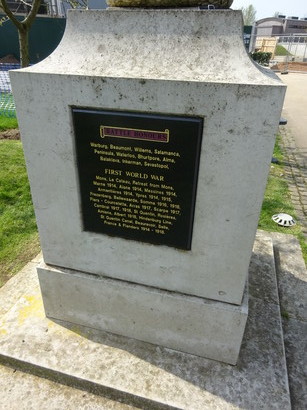 BATTLE HONOURS
Warburg, Beaumont, Willems, Salamanca,
Peninsula, Waterloo, Bhurtpore, Alma,
Balaklava, Inkerman, Sevastopol,
FIRST WORLD WAR
Mons, Le Cateau, Retreat from Mons,
Marne 1914, Aisne 1914, Messines 1914,
Armentières 1914, Ypres 1914, 1915,
Frezenberg, Bellewaarde, Somme 1916, 1918,
Flers - Courcelette, Arras 1917, Scarpe 1917,
Cambrai 1917, 1918, St Quentin, Rosières,
Amiens, Albert 1918, Hindenburg Line,
St Quentin Canal, Beaurevoir, Selle,
France & Flanders 1914 - 1918.